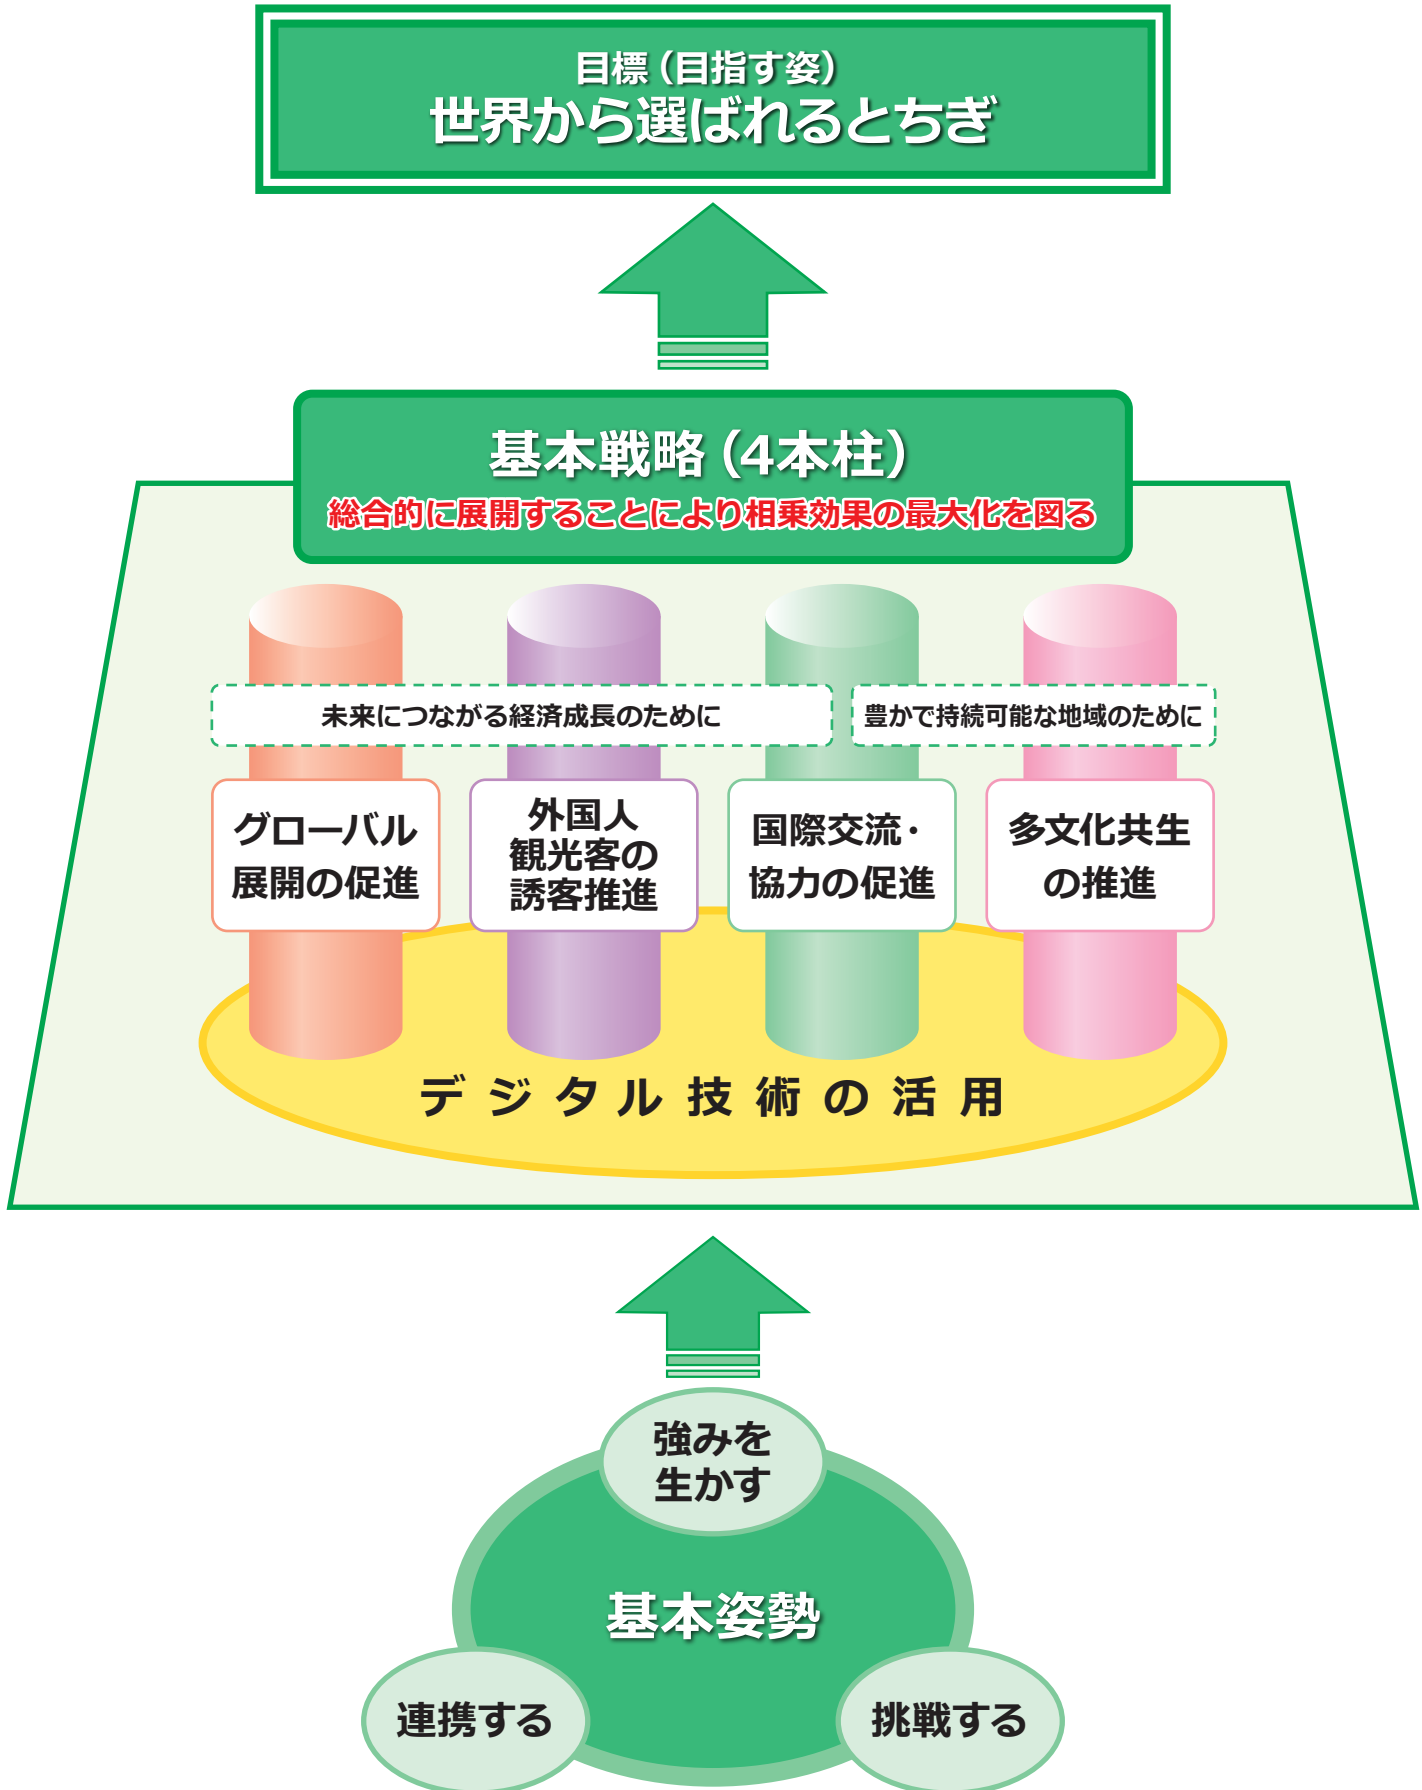 目標（目指す姿）
世界から選ばれるとちぎ
基本戦略（4本柱）
総合的に展開することにより相乗効果の最大化を図る
未来につながる経済成長のために
豊かで持続可能な地域のために
グローバル
展開の促進
外国人
観光客の
誘客推進
国際交流・
協力の促進
多文化共生
の推進
デジタル技術の活用
強みを
生かす
基本姿勢
連携する
挑戦する